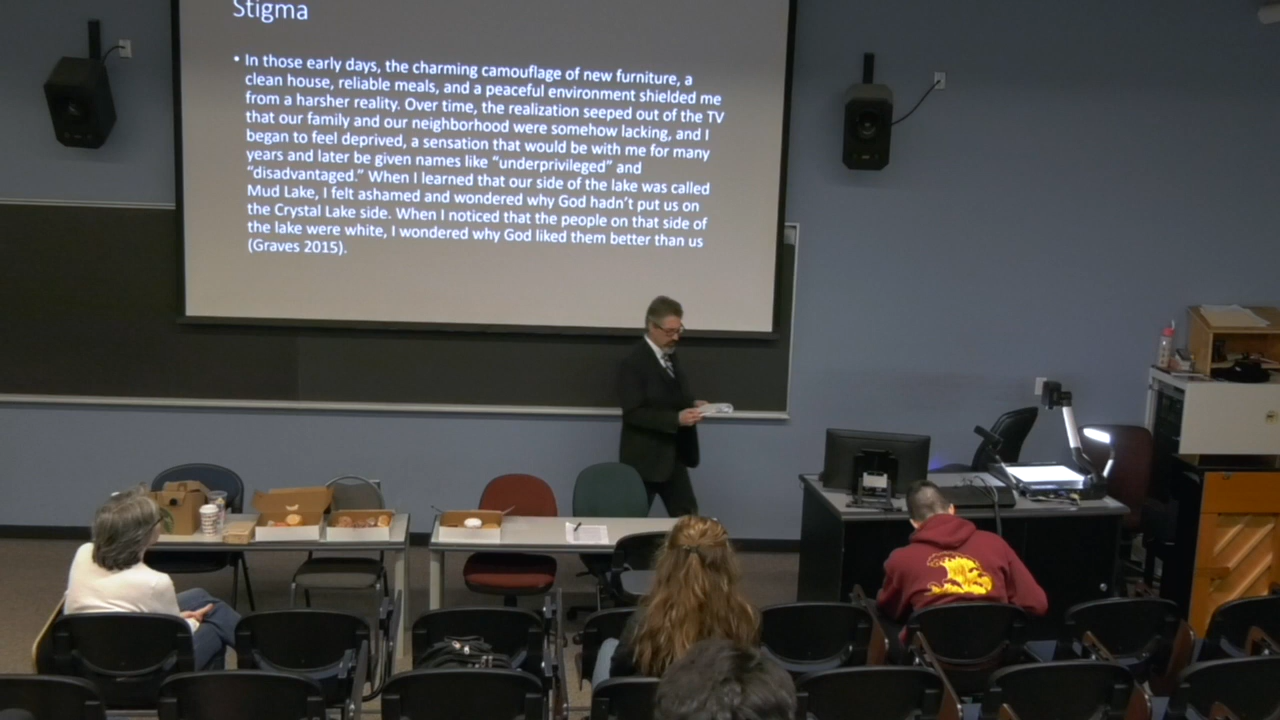 Stigma
• In those early days, the charming camouflage of new furniture, a
clean house, reliable meals, and a peaceful environment shielded me
from a harsher reality. Over time, the realization seeped out of the TV
that our family and our neighborhood were somehow lacking, and I
began to feel deprived, a sensation that would be with me for many
years and later be given names like “underprivileged” and
“disadvantaged.” When I learned that our side of the lake was called
Mud Lake, I felt ashamed and wondered why God hadn’t put us on
the Crystal Lake side. When I noticed that the people on that side of
the lake were white, I wondered why God liked them better than us
(Graves 2015).